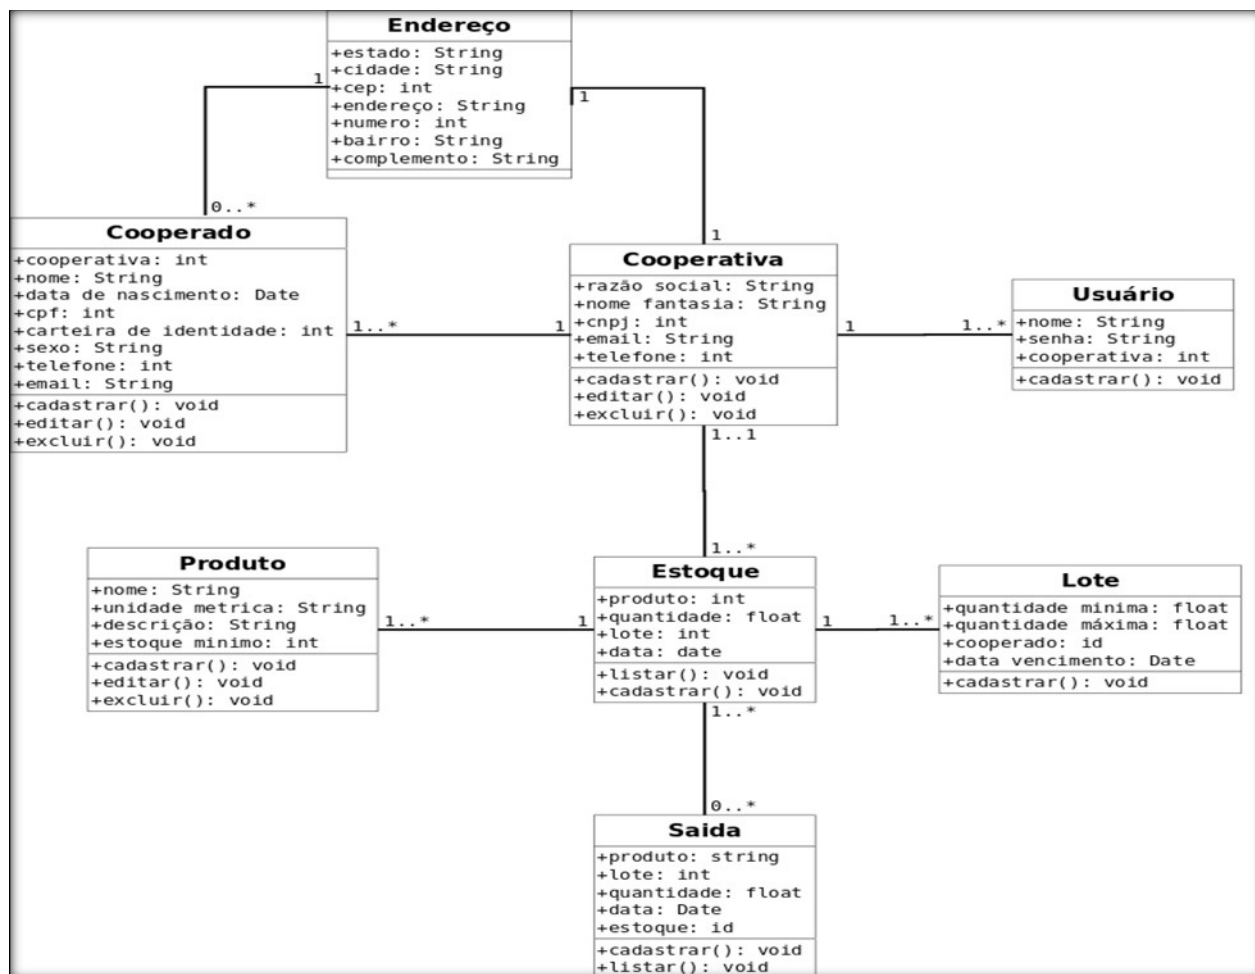 Endereço
+estado: String
+cidade: String
+cep: int
+endereço: String
+numero: int
+bairro: String
+complemento: String
1
1
0..*
1
Cooperado
+cooperativa: int
+nome: String
+data de nascimento: Date
+cpf: int
+carteira de identidade: int
+sexo: String
+telefone: int
+email: String
+cadastrar(): void
+editar(): void
+excluir(): void
1..*
1
Cooperativa
+razão social: String
+nome fantasia: String
+cnpj: int
+email: String
+telefone: int
+cadastrar(): void
+editar(): void
+excluir(): void
1
1..*
Usuário
+nome: String
+senha: String
+cooperativa: int
+cadastrar(): void
1..1
1..*
Produto
+nome: String
+unidade metrica: String
+descrição: String
+estoque minimo: int
+cadastrar(): void
+editar(): void
+excluir(): void
1..*
1
Estoque
+produto: int
+quantidade: float
+lote: int
+data: date
+listar(): void
+cadastrar(): void
1
1..*
Lote
+quantidade minima: float
+quantidade máxima: float
+cooperado: id
+data vencimento: Date
+cadastrar(): void
1..*
0..*
Saida
+produto: string
+lote: int
+quantidade: float
+data: Date
+estoque: id
+cadastrar(): void
+listar(): void